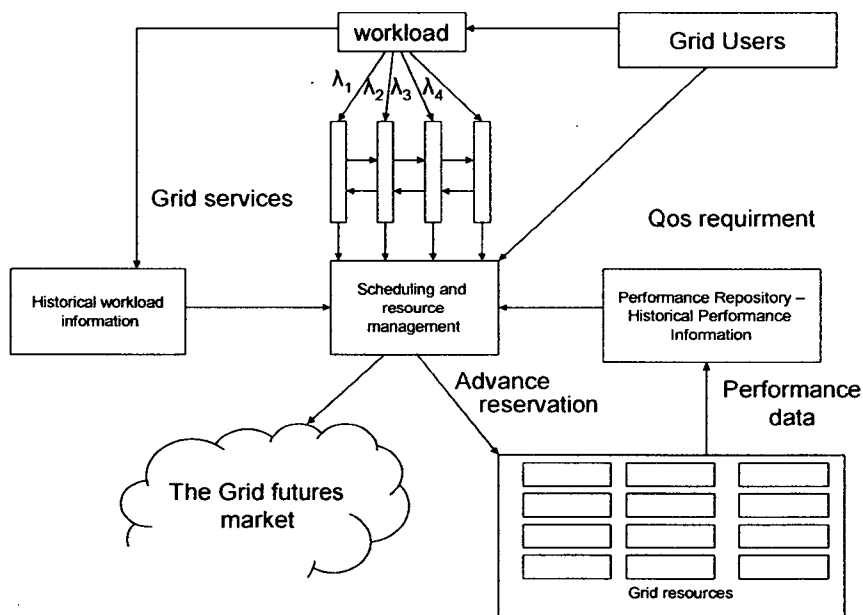 workload
Grid Users
λ1
λ2
λ3
λ4
Grid services
Qos requirment
Historical workload
information
Scheduling and
resource
management
Performance Repository –
Historical Performance
Information
Advance
reservation
Performance
data
The Grid futures
market
Grid resources